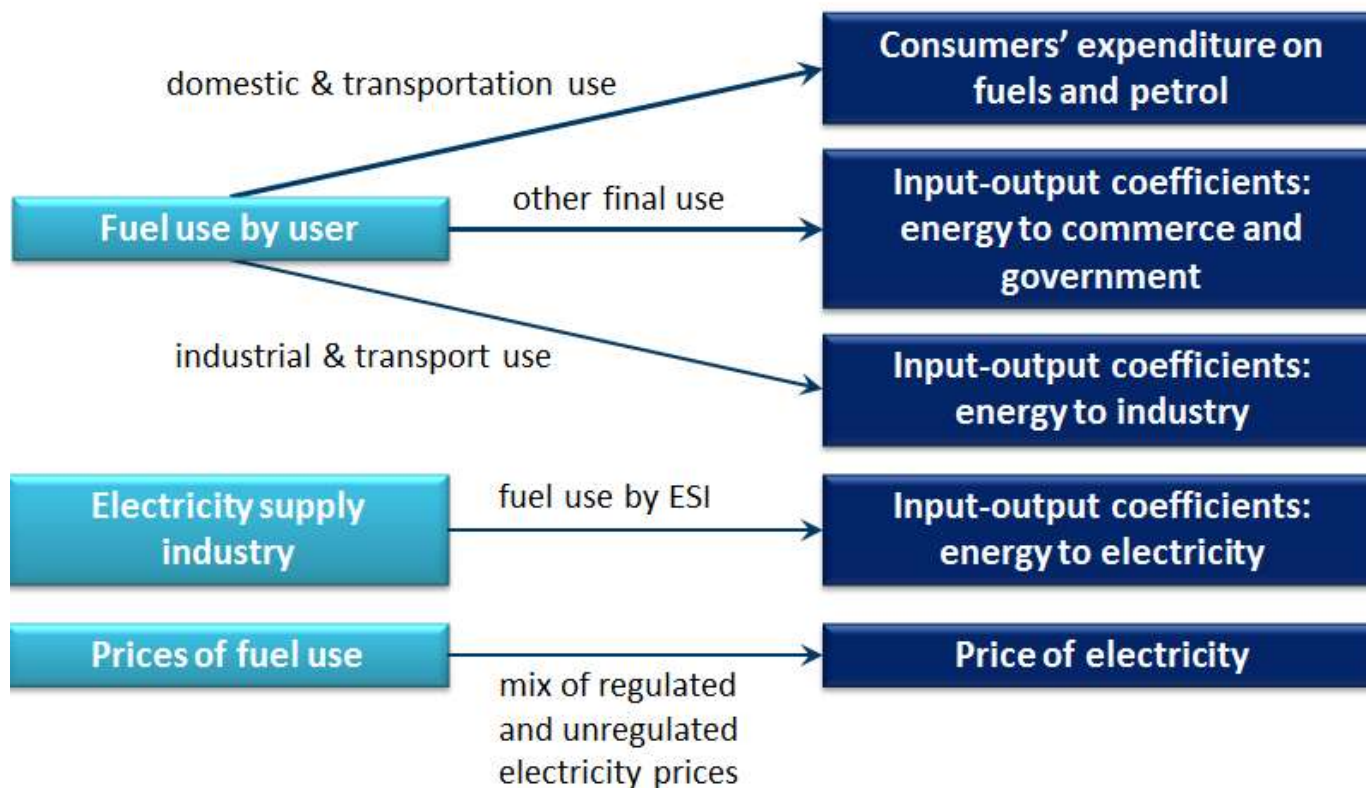 domestic & transportation use
Consumers’ expenditure on
fuels and petrol
Fuel use by user
other final use
Input-output coefficients:
energy to commerce and
government
industrial & transport use
Input-output coefficients:
energy to industry
Electricity supply
industry
fuel use by ESI
Input-output coefficients:
energy to electricity
Prices of fuel use
mix of regulated
and unregulated
electricity prices
Price of electricity